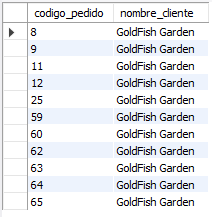 codigo_pedido nombre_cliente
8 GoldFish Garden
9 GoldFish Garden
11 GoldFish Garden
12 GoldFish Garden
25 GoldFish Garden
59 GoldFish Garden
60 GoldFish Garden
62 GoldFish Garden
63 GoldFish Garden
64 GoldFish Garden
65 GoldFish Garden